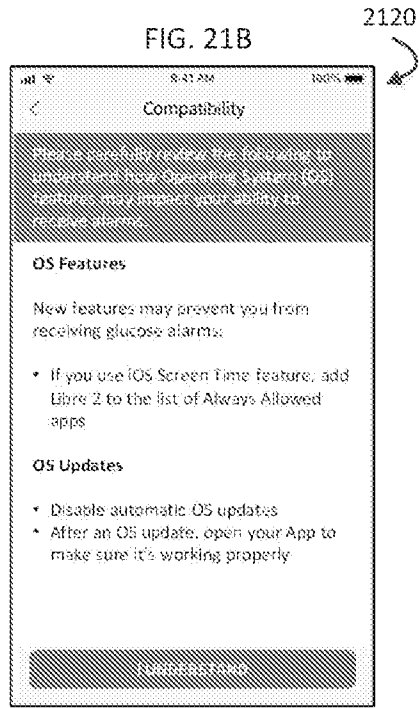 2120
FIG. 21B
8:41 AM 100%
<
Compatibility
Please carefully review the following to
understand how Operating System (OS)
features may impact your ability to
receive alarms.
OS Features
New features may prevent you from
receiving glucose alarms:
• If you use iOS Screen Time feature, add
Libre 2 to the list of Always Allowed
apps
OS Updates
• Disable automatic OS updates
• After an OS update, open your App to
make sure it's working properly
I UNDERSTAND